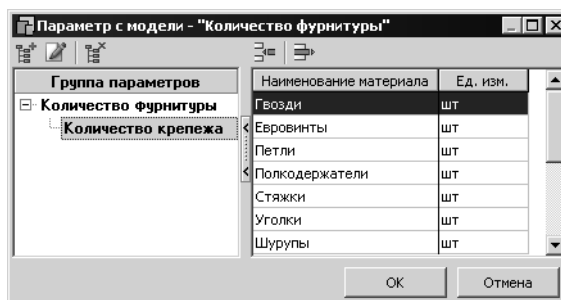 Параметр с модели - "Количество фурнитуры"
Группа параметров
Количество фурнитуры
Количество крепежа
Наименование материала Ед. изм.
Гвозди шт
Евровинты шт
Петли шт
Полкодержатели шт
Стяжки шт
Уголки шт
Шурупы шт
OK Отмена